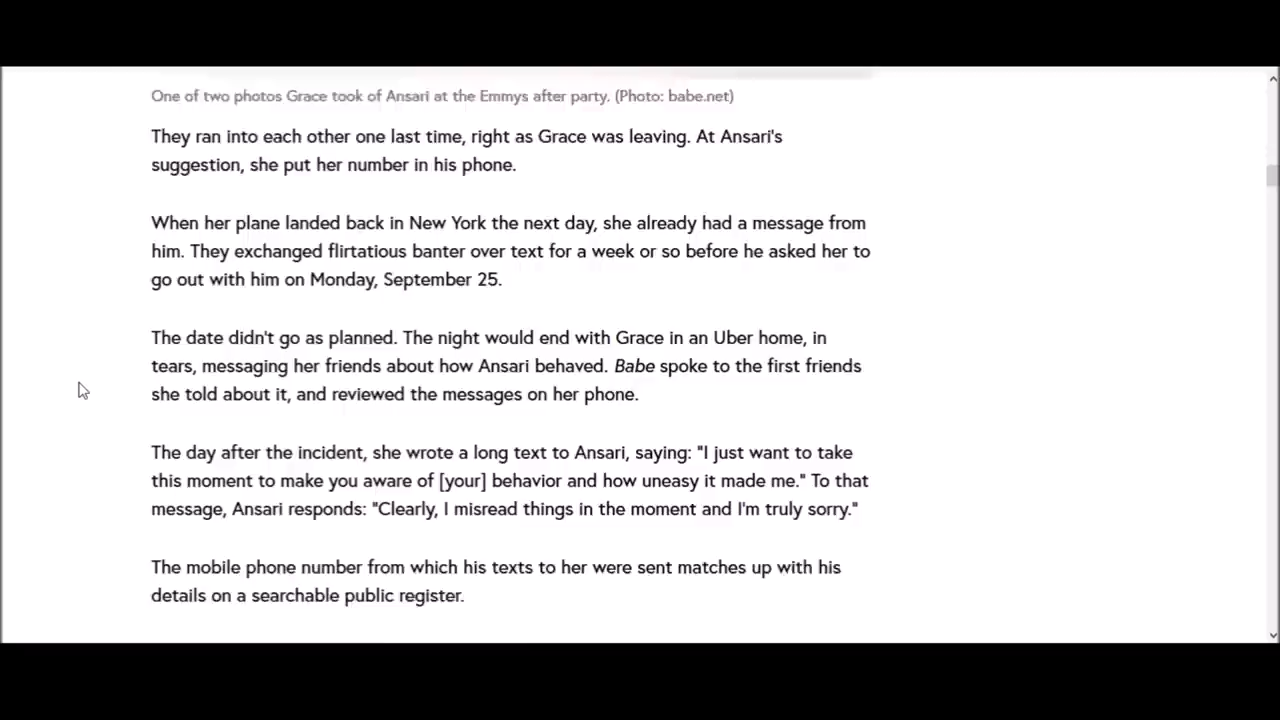 One of two photos Grace took of Ansari at the Emmys after party. (Photo: babe.net)
They ran into each other one last time, right as Grace was leaving. At Ansari's
suggestion, she put her number in his phone.
When her plane landed back in New York the next day, she already had a message from
him. They exchanged flirtatious banter over text for a week or so before he asked her to
go out with him on Monday, September 25.
The date didn't go as planned. The night would end with Grace in an Uber home, in
tears, messaging her friends about how Ansari behaved. Babe spoke to the first friends
she told about it, and reviewed the messages on her phone.
The day after the incident, she wrote a long text to Ansari, saying: "I just want to take
this moment to make you aware of [your] behavior and how uneasy it made me." To that
message, Ansari responds: "Clearly, I misread things in the moment and I'm truly sorry."
The mobile phone number from which his texts to her were sent matches up with his
details on a searchable public register.